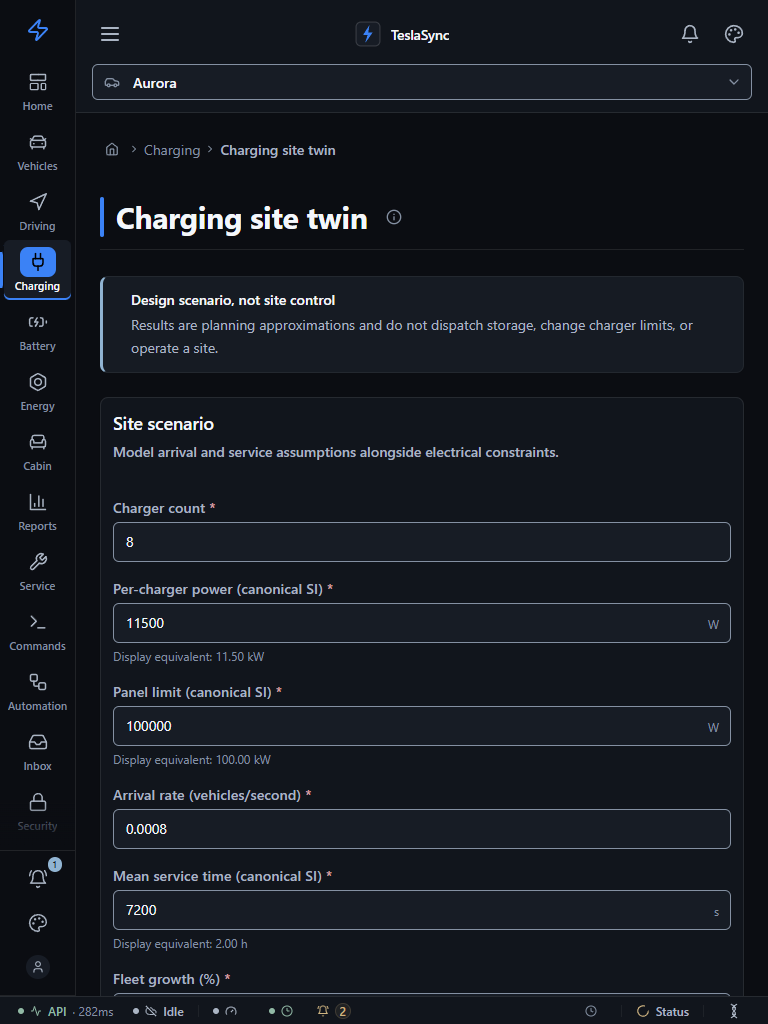 TeslaSync
Aurora
Home
Vehicles
Driving
Charging
Battery
Energy
Cabin
Reports
Service
Commands
Automation
Inbox
Security
1
Charging
Charging site twin
Charging site twin
Design scenario, not site control
Results are planning approximations and do not dispatch storage, change charger limits, or
operate a site.
Site scenario
Model arrival and service assumptions alongside electrical constraints.
Charger count *
8
Per-charger power (canonical SI) *
11500 W
Display equivalent: 11.50 kW
Panel limit (canonical SI) *
100000 W
Display equivalent: 100.00 kW
Arrival rate (vehicles/second) *
0.0008
Mean service time (canonical SI) *
7200 s
Display equivalent: 2.00 h
Fleet growth (%) *
API · 282ms Idle 2 Status